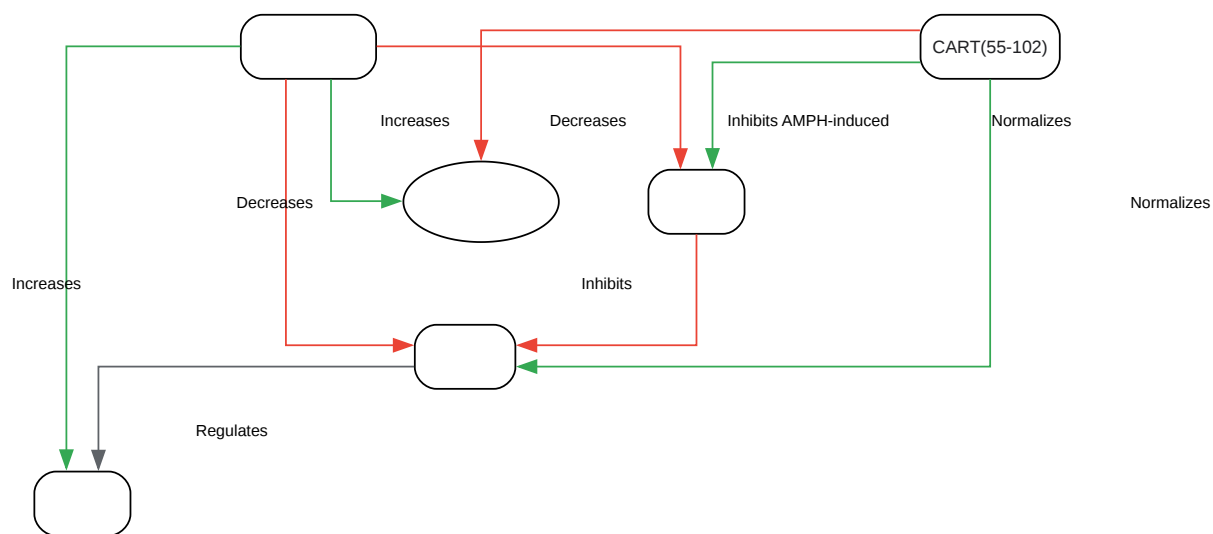 CART(55-102)
Increases
Decreases
Inhibits AMPH-induced
Normalizes
Decreases
Normalizes
Increases
Inhibits
Regulates